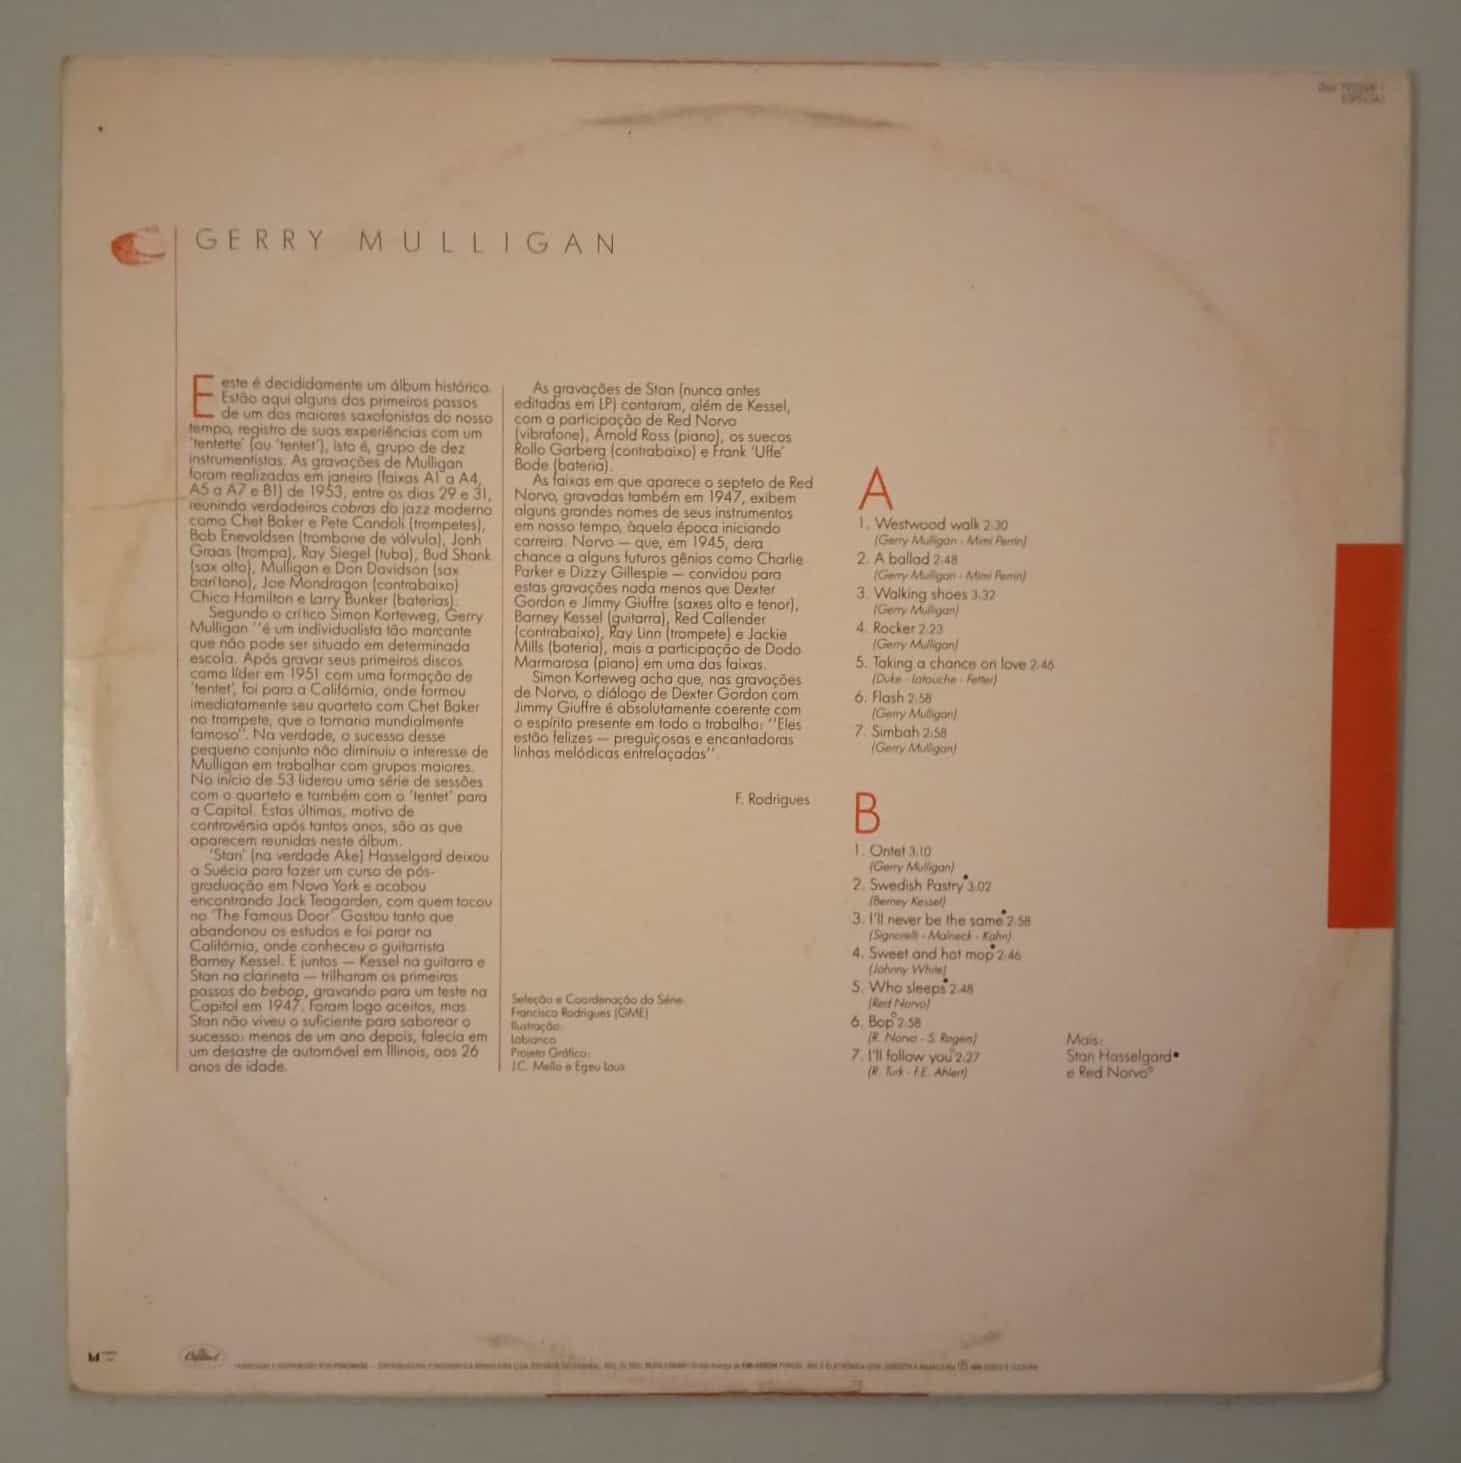 ESPECIAL
GERRY MULLIGAN
Eeste é decididamente um álbum histórico.
Estão aqui alguns dos primeiros passos
de um dos maiores saxofonistas do nosso
tempo, registro de suas experiências com um
'tentette' (ou 'tentet'), isto é, grupo de dez
instrumentistas. As gravações de Mulligan
foram realizadas em janeiro (faixas A1 a A4,
A5 a A7 e B1) de 1953, entre os dias 29 e 31,
reunindo verdadeiros cobras do jazz moderno
como Chet Baker e Pete Candoli (trompetes),
Bob Enevoldsen (trombone de válvula), Jonh
Graas (trompa), Ray Siegel (tuba), Bud Shank
(sax alto), Mulligan e Don Davidson (sax
barítono), Joe Mondragon (contrabaixo)
Chico Hamilton e Larry Bunker (baterias).
Segundo o crítico Simon Korteweg, Gerry
Mulligan "é um individualista tão marcante
que não pode ser situado em determinada
escola. Após gravar seus primeiros discos
como líder em 1951 com uma formação de
'tentet', foi para a Califórnia, onde formou
imediatamente seu quarteto com Chet Baker
no trompete, que o tornaria mundialmente
famoso". Na verdade, o sucesso desse
pequeno conjunto não diminuiu o interesse de
Mulligan em trabalhar com grupos maiores.
No início de 53 liderou uma série de sessões
com o quarteto e também com o 'tentet' para
a Capitol. Estas últimas, motivo de
controvérsia após tantos anos, são as que
aparecem reunidas neste álbum.
'Stan' (na verdade Ake) Hasselgard deixou
a Suécia para fazer um curso de pós-
graduação em Nova York e acabou
encontrando Jack Teagarden, com quem tocou
no 'The Famous Door'. Gostou tanto que
abandonou os estudos e foi parar na
Califórnia, onde conheceu o guitarrista
Barney Kessel. E juntos — Kessel na guitarra e
Stan na clarineta — trilharam os primeiros
passos do bebop, gravando para um teste na
Capitol em 1947. Foram logo aceitos, mas
Stan não viveu o suficiente para saborear o
sucesso: menos de um ano depois, falecia em
um desastre de automóvel em Illinois, aos 26
anos de idade.
As gravações de Stan (nunca antes
editadas em LP) contaram, além de Kessel,
com a participação de Red Norvo
(vibrafone), Arnold Ross (piano), os suecos
Rollo Garberg (contrabaixo) e Frank 'Uffe'
Bode (bateria).
As faixas em que aparece o septeto de Red
Norvo, gravadas também em 1947, exibem
alguns grandes nomes de seus instrumentos
em nosso tempo, àquela época iniciando
carreira. Norvo — que, em 1945, dera
chance a alguns futuros gênios como Charlie
Parker e Dizzy Gillespie — convidou para
estas gravações nada menos que Dexter
Gordon e Jimmy Giuffre (saxes alto e tenor),
Barney Kessel (guitarra), Red Callender
(contrabaixo), Ray Linn (trompete) e Jackie
Mills (bateria), mais a participação de Dodo
Marmarosa (piano) em uma das faixas.
Simon Korteweg acha que, nas gravações
de Norvo, o diálogo de Dexter Gordon com
Jimmy Giuffre é absolutamente coerente com
o espírito presente em todo o trabalho: "Eles
estão felizes — preguiçosas e encantadoras
linhas melódicas entrelaçadas".
F. Rodrigues
Seleção e Coordenação da Série:
Francisco Rodrigues (GME)
Ilustração:
Lobianco
Projeto Gráfico:
J.C. Mello e Egeu Laus
A
1. Westwood walk 2:30
(Gerry Mulligan - Mimi Perrin)
2. A ballad 2:48
(Gerry Mulligan - Mimi Perrin)
3. Walking shoes 3:32
(Gerry Mulligan)
4. Rocker 2:23
(Gerry Mulligan)
5. Taking a chance on love 2:46
(Duke - Latouche - Fetter)
6. Flash 2:58
(Gerry Mulligan)
7. Simbah 2:58
(Gerry Mulligan)
B
1. Ontet 3:10
(Gerry Mulligan)
2. Swedish Pastry• 3:02
(Berney Kessel)
3. I'll never be the same• 2:58
(Signorelli - Malneck - Kahn)
4. Sweet and hot mop• 2:46
(Johnny White)
5. Who sleeps• 2:48
(Red Norvo)
6. Bop° 2:58
(R. Norvo - S. Rogers)
7. I'll follow you° 2:27
(R. Turk - F.E. Ahlert)
Mais:
Stan Hasselgard•
e Red Norvo°
Capitol